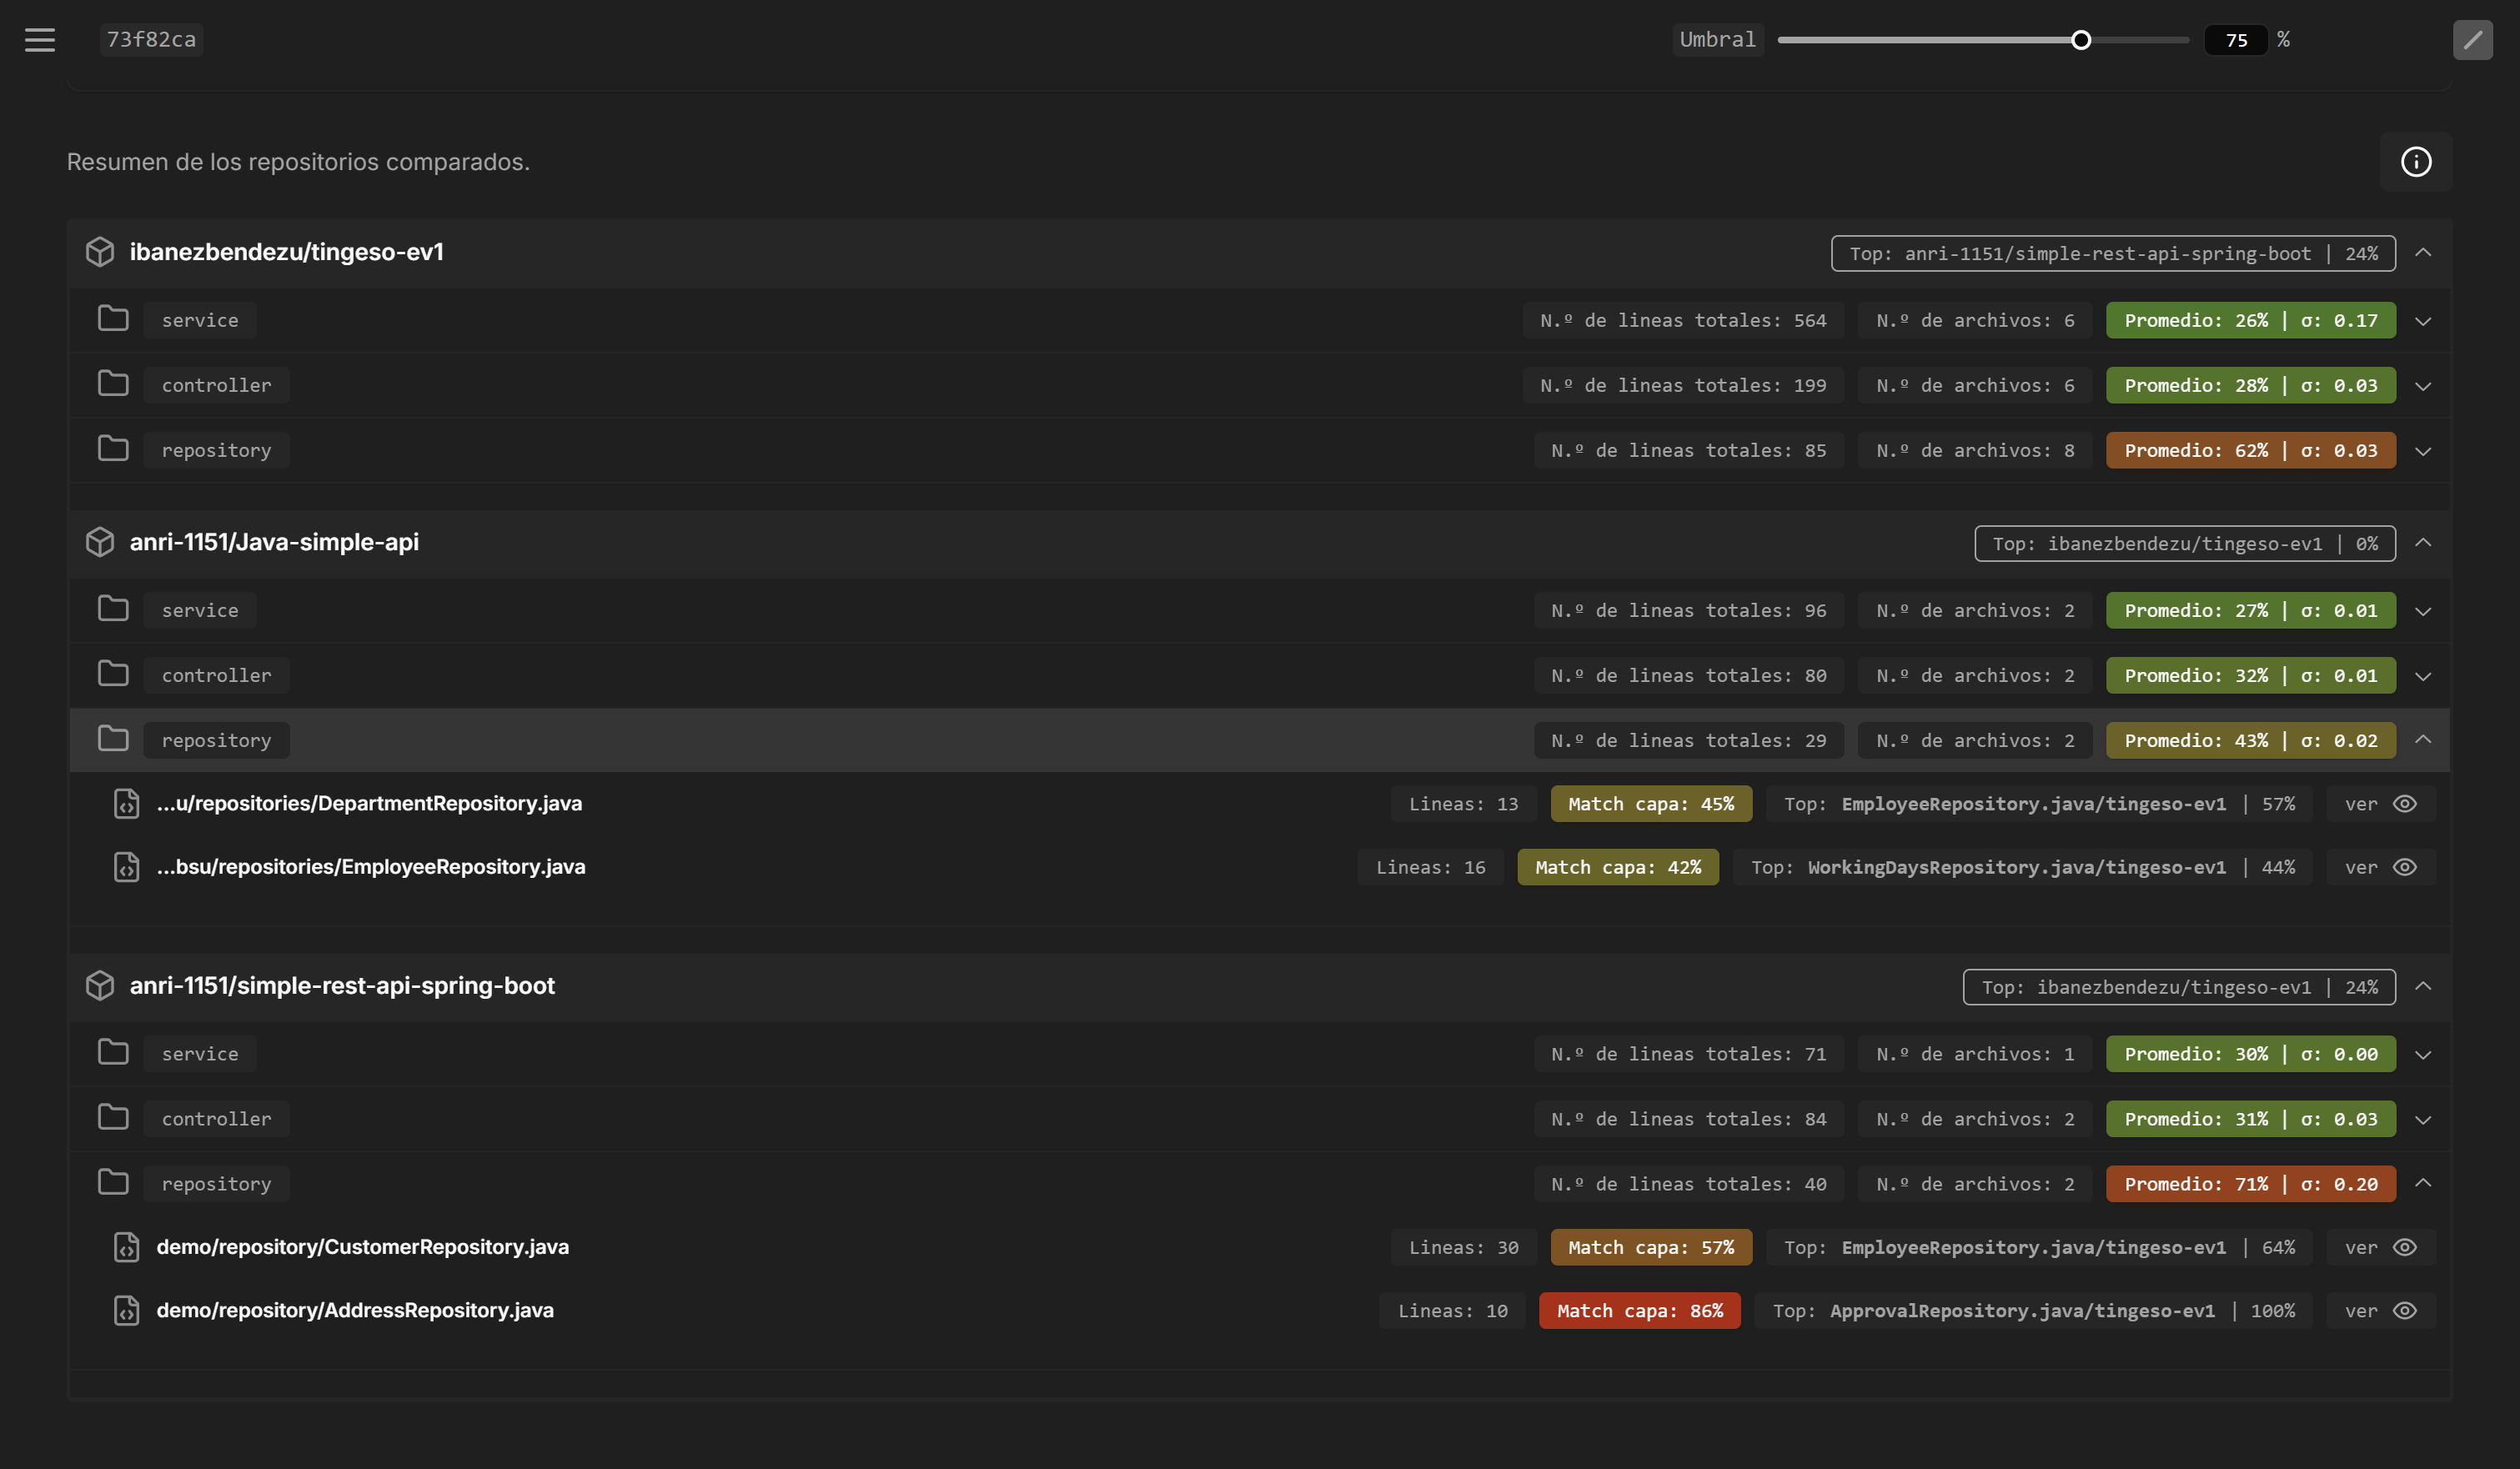 73f82ca Umbral 75 %
Resumen de los repositorios comparados.
ibanezbendezu/tingeso-ev1 Top: anri-1151/simple-rest-api-spring-boot | 24%
service N.º de lineas totales: 564 N.º de archivos: 6 Promedio: 26% | σ: 0.17
controller N.º de lineas totales: 199 N.º de archivos: 6 Promedio: 28% | σ: 0.03
repository N.º de lineas totales: 85 N.º de archivos: 8 Promedio: 62% | σ: 0.03
anri-1151/Java-simple-api Top: ibanezbendezu/tingeso-ev1 | 0%
service N.º de lineas totales: 96 N.º de archivos: 2 Promedio: 27% | σ: 0.01
controller N.º de lineas totales: 80 N.º de archivos: 2 Promedio: 32% | σ: 0.01
repository N.º de lineas totales: 29 N.º de archivos: 2 Promedio: 43% | σ: 0.02
...u/repositories/DepartmentRepository.java Lineas: 13 Match capa: 45% Top: EmployeeRepository.java/tingeso-ev1 | 57% ver
...bsu/repositories/EmployeeRepository.java Lineas: 16 Match capa: 42% Top: WorkingDaysRepository.java/tingeso-ev1 | 44% ver
anri-1151/simple-rest-api-spring-boot Top: ibanezbendezu/tingeso-ev1 | 24%
service N.º de lineas totales: 71 N.º de archivos: 1 Promedio: 30% | σ: 0.00
controller N.º de lineas totales: 84 N.º de archivos: 2 Promedio: 31% | σ: 0.03
repository N.º de lineas totales: 40 N.º de archivos: 2 Promedio: 71% | σ: 0.20
demo/repository/CustomerRepository.java Lineas: 30 Match capa: 57% Top: EmployeeRepository.java/tingeso-ev1 | 64% ver
demo/repository/AddressRepository.java Lineas: 10 Match capa: 86% Top: ApprovalRepository.java/tingeso-ev1 | 100% ver